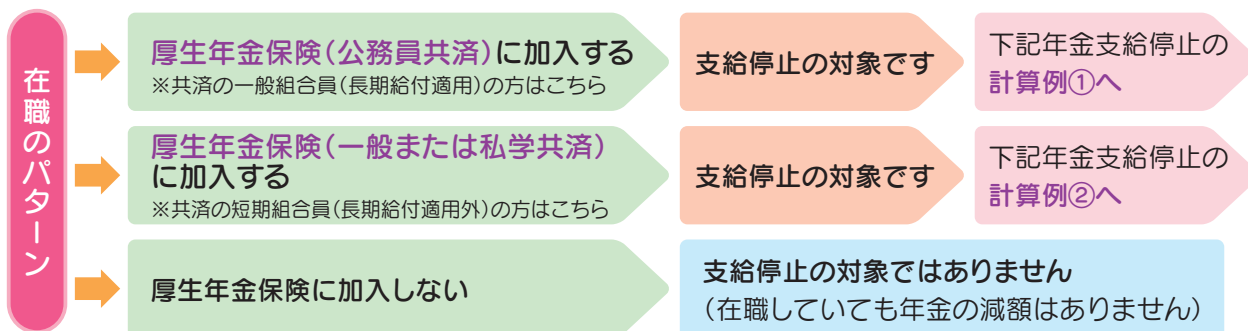 在職のパターン
厚生年金保険(公務員共済)に加入する
※共済の一般組合員(長期給付適用)の方はこちら
支給停止の対象です
下記年金支給停止の
計算例①へ
厚生年金保険(一般または私学共済)
に加入する
※共済の短期組合員(長期給付適用外)の方はこちら
支給停止の対象です
下記年金支給停止の
計算例②へ
厚生年金保険に加入しない
支給停止の対象ではありません
(在職していても年金の減額はありません)